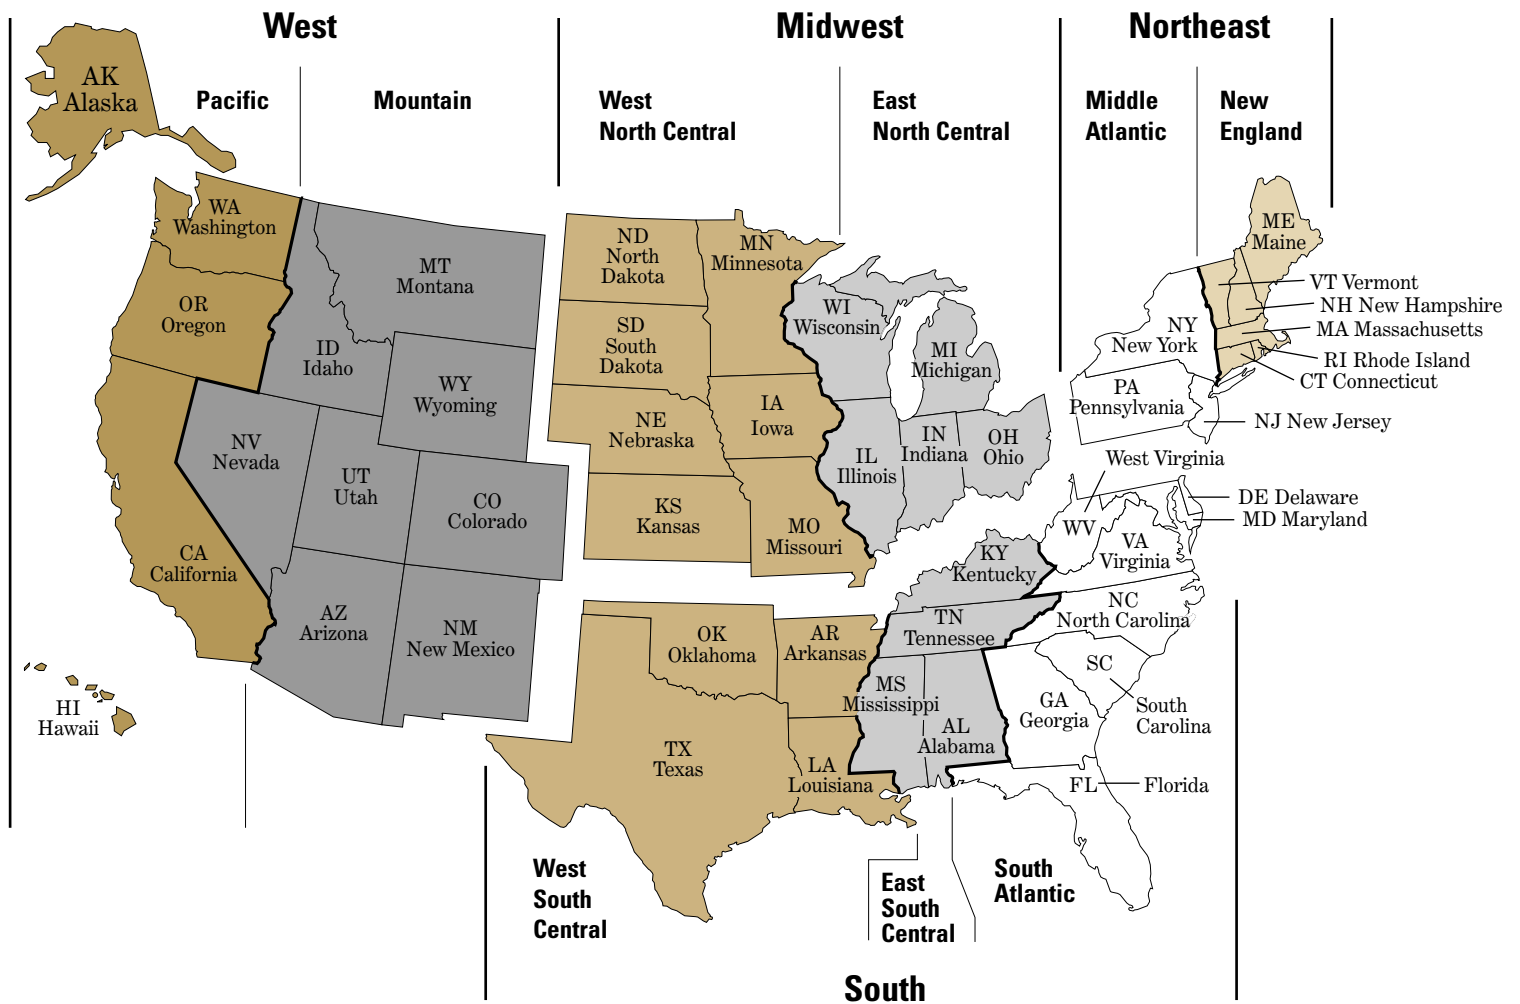 West
Midwest
Northeast
Pacific
Mountain
West
North Central
East
North Central
Middle
Atlantic
New
England
AK
Alaska
WA
Washington
OR
Oregon
CA
California
HI
Hawaii
MT
Montana
ID
Idaho
WY
Wyoming
NV
Nevada
UT
Utah
CO
Colorado
AZ
Arizona
NM
New Mexico
ND
North
Dakota
MN
Minnesota
SD
South
Dakota
NE
Nebraska
IA
Iowa
KS
Kansas
MO
Missouri
WI
Wisconsin
MI
Michigan
IL
Illinois
IN
Indiana
OH
Ohio
ME
Maine
VT Vermont
NH New Hampshire
MA Massachusetts
RI Rhode Island
CT Connecticut
NY
New York
PA
Pennsylvania
NJ New Jersey
West Virginia
WV
DE Delaware
MD Maryland
VA
Virginia
KY
Kentucky
TN
Tennessee
NC
North Carolina
SC
South
Carolina
GA
Georgia
FL
Florida
MS
Mississippi
AL
Alabama
OK
Oklahoma
AR
Arkansas
TX
Texas
LA
Louisiana
West
South
Central
East
South
Central
South
Atlantic
South